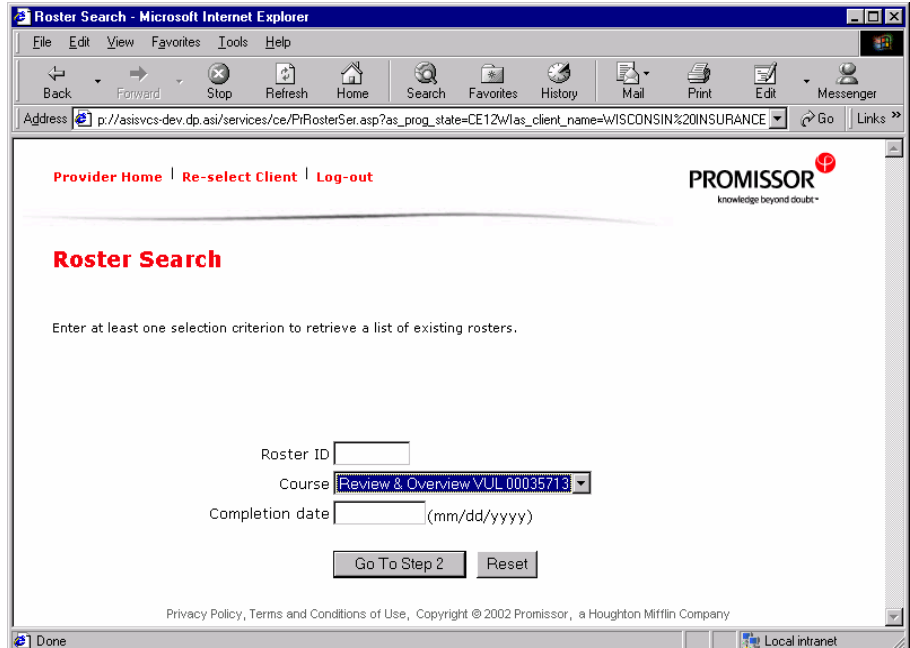 Roster Search - Microsoft Internet Explorer
File Edit View Favorites Tools Help
Back Forward Stop Refresh Home Search Favorites History Mail Print Edit Messenger
Address p://asisvcs-dev.dp.asi/services/ce/PrRosterSer.asp?as_prog_state=CE12WIas_client_name=WISCONSIN%20INSURANCE Go Links »
Provider Home | Re-select Client | Log-out
PROMISSOR
knowledge beyond doubt™
Roster Search
Enter at least one selection criterion to retrieve a list of existing rosters.
Roster ID
Course Review & Overview VUL 00035713
Completion date (mm/dd/yyyy)
Go To Step 2 Reset
Privacy Policy, Terms and Conditions of Use, Copyright © 2002 Promissor, a Houghton Mifflin Company
Done Local intranet